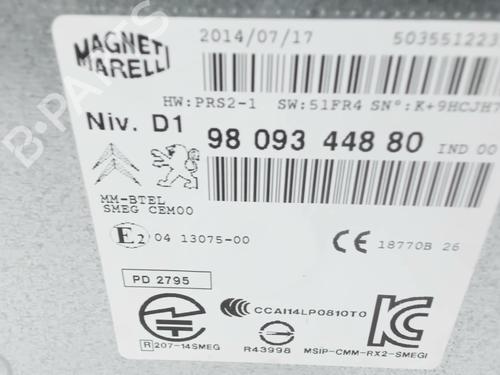 MAGNETI MARELLI
2014/07/17 503551223
HW:PRS2-1 SW:51FR4 SN°:K+9HCJH
Niv. D1 98 093 448 80 IND 00
MM-BTEL
SMEG CEM00
E2 04 13075-00 CE 18770B 26
PD 2795
CCAI14LP0810T0
R 207-14SMEG R43998 MSIP-CMM-RX2-SMEGI